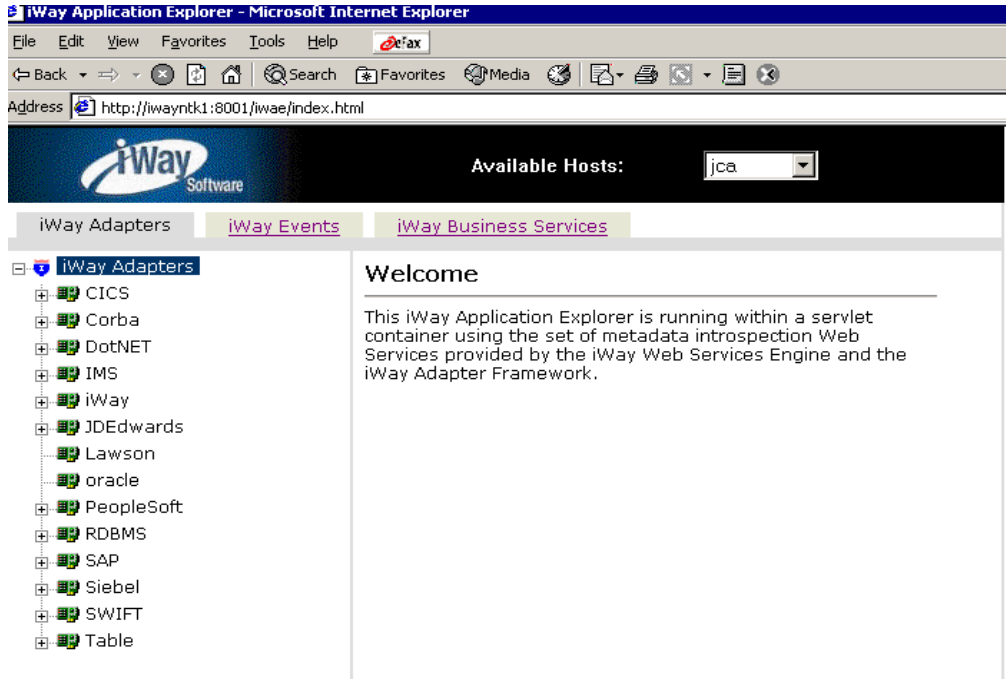 iWay Application Explorer - Microsoft Internet Explorer
File Edit View Favorites Tools Help eFax
Back Search Favorites Media
Address http://iwayntk1:8001/iwae/index.html
iWay Software
Available Hosts: jca
iWay Adapters iWay Events iWay Business Services
iWay Adapters
CICS
Corba
DotNET
IMS
iWay
JDEdwards
Lawson
oracle
PeopleSoft
RDBMS
SAP
Siebel
SWIFT
Table
Welcome
This iWay Application Explorer is running within a servlet
container using the set of metadata introspection Web
Services provided by the iWay Web Services Engine and the
iWay Adapter Framework.